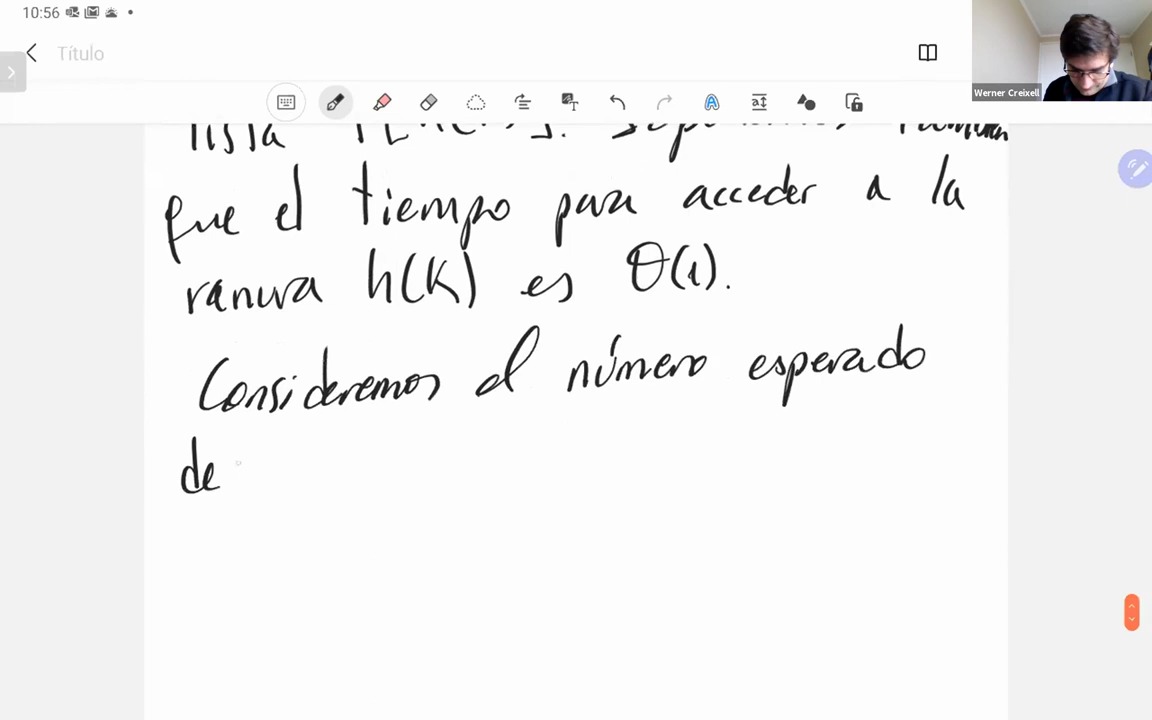 10:56
Título
Werner Creixell
lista
que el tiempo para acceder a la
ranura h(k) es Θ(1).
Consideremos el número esperado
de